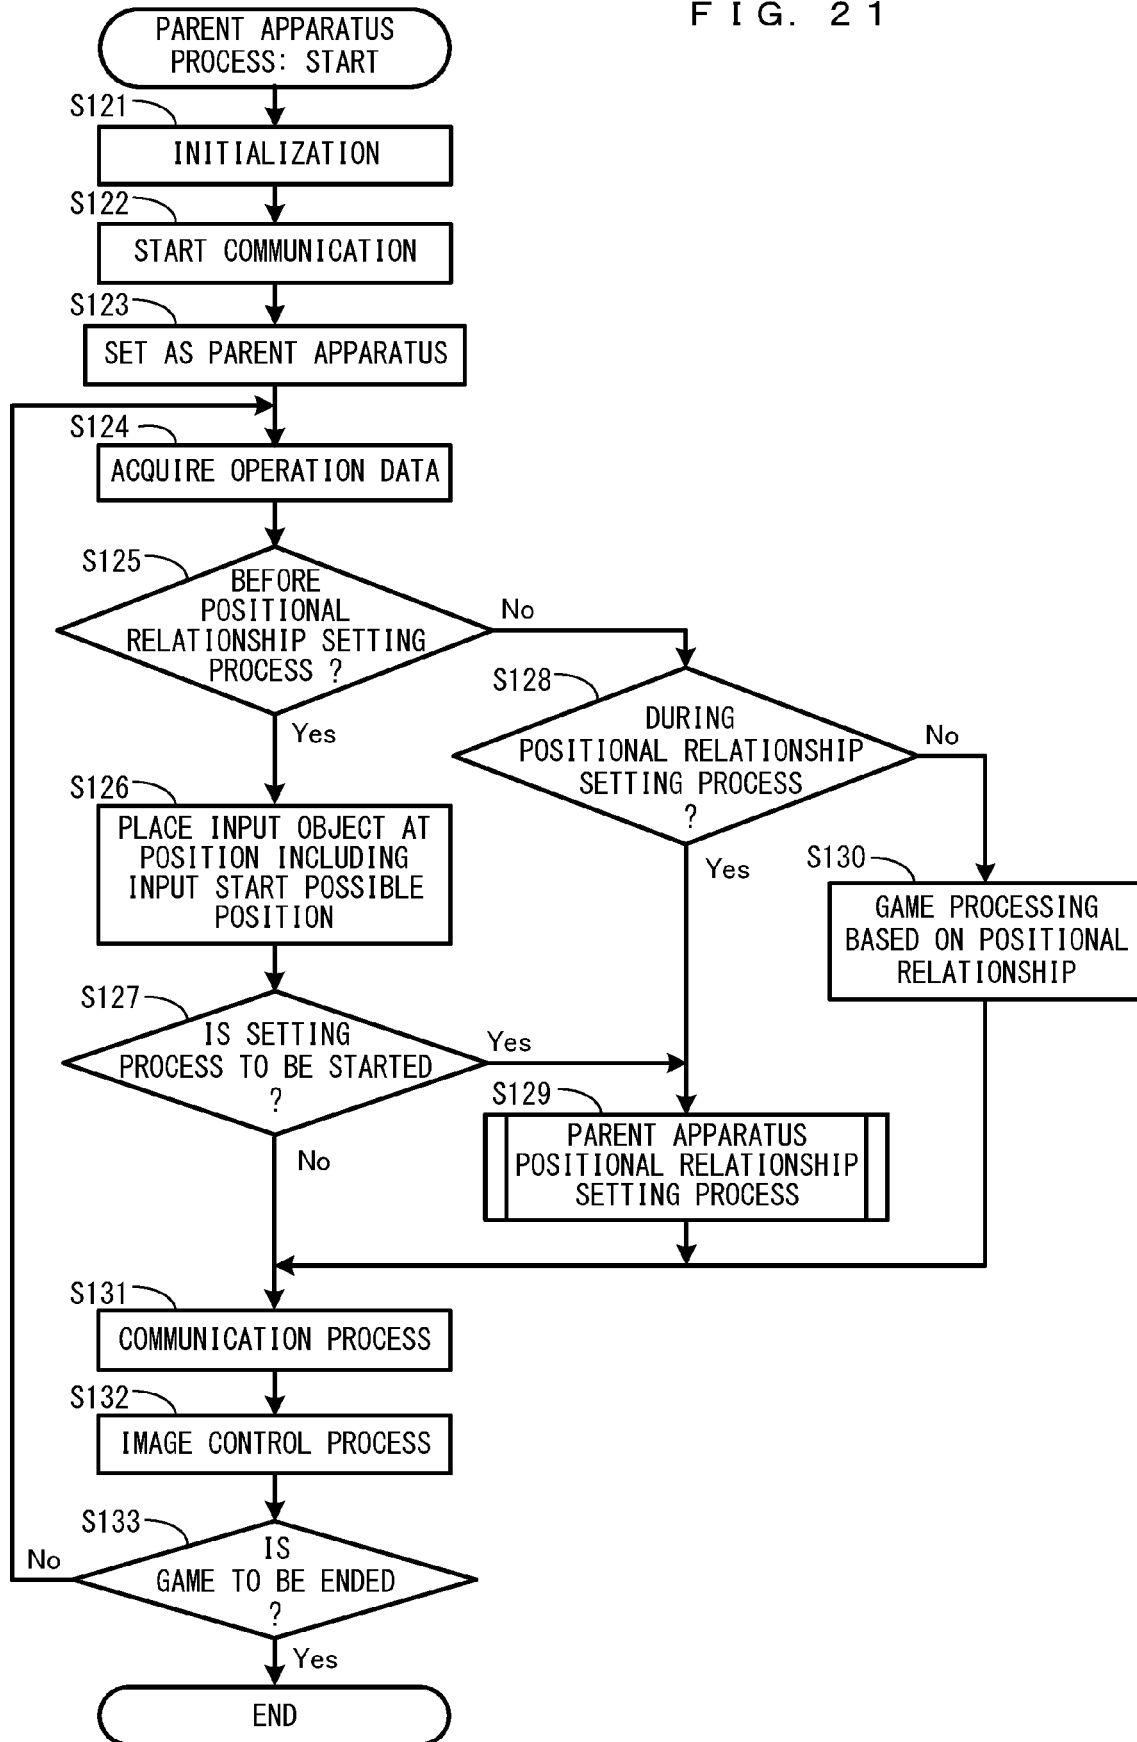 FIG. 21
PARENT APPARATUS
PROCESS: START
S121
INITIALIZATION
S122
START COMMUNICATION
S123
SET AS PARENT APPARATUS
S124
ACQUIRE OPERATION DATA
S125
BEFORE
POSITIONAL
RELATIONSHIP SETTING
PROCESS ?
No
Yes
S128
DURING
POSITIONAL RELATIONSHIP
SETTING PROCESS
?
No
Yes
S126
PLACE INPUT OBJECT AT
POSITION INCLUDING
INPUT START POSSIBLE
POSITION
S130
GAME PROCESSING
BASED ON POSITIONAL
RELATIONSHIP
S127
IS SETTING
PROCESS TO BE STARTED
?
Yes
No
S129
PARENT APPARATUS
POSITIONAL RELATIONSHIP
SETTING PROCESS
S131
COMMUNICATION PROCESS
S132
IMAGE CONTROL PROCESS
S133
IS
GAME TO BE ENDED
?
No
Yes
END